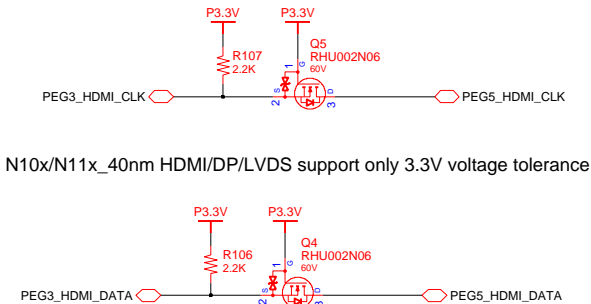 P3.3V P3.3V
R107
2.2K
Q5
RHU002N06
60V
1 G
S D
2 3
PEG3_HDMI_CLK PEG5_HDMI_CLK
N10x/N11x_40nm HDMI/DP/LVDS support only 3.3V voltage tolerance
P3.3V P3.3V
R106
2.2K
Q4
RHU002N06
60V
1 G
S D
2 3
PEG3_HDMI_DATA PEG5_HDMI_DATA